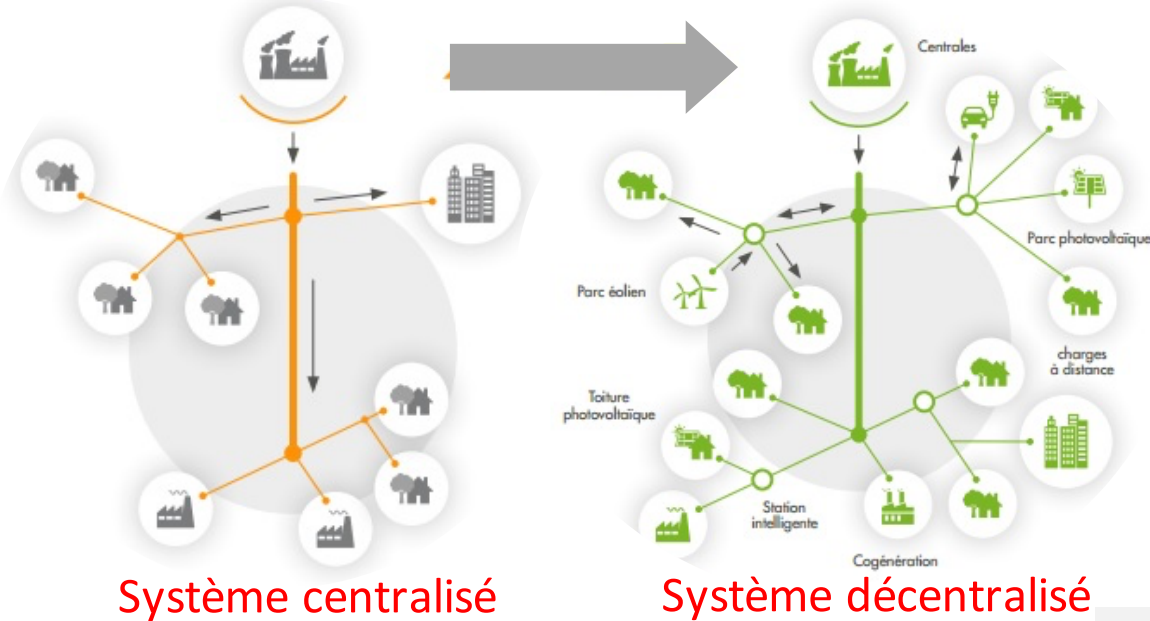 Centrales
Parc photovoltaïque
Parc éolien
charges
à distance
Toiture
photovoltaïque
Station
intelligente
Cogénération
Système centralisé
Système décentralisé